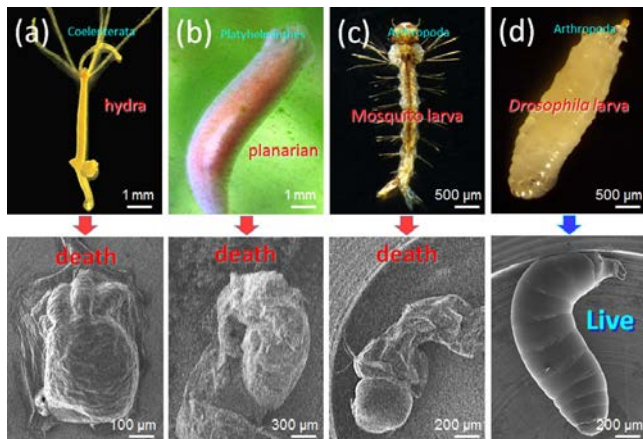 (a)
Coelenterata
hydra
1 mm
(b)
Platyhelminthes
planarian
1 mm
(c)
Arthropoda
Mosquito larva
500 µm
(d)
Arthropoda
Drosophila larva
500 µm
death
100 µm
death
300 µm
death
200 µm
Live
200 µm